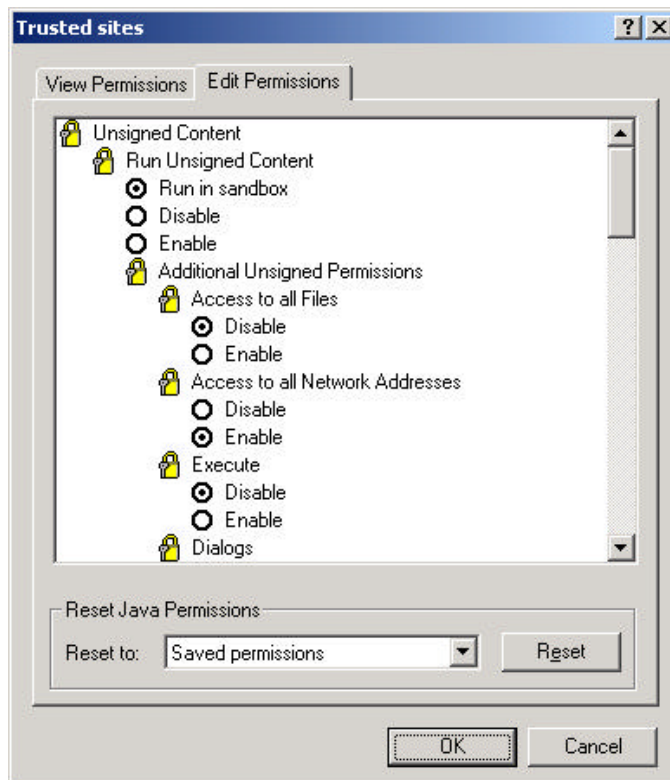 Trusted sites
View Permissions Edit Permissions
Unsigned Content
Run Unsigned Content
Run in sandbox
Disable
Enable
Additional Unsigned Permissions
Access to all Files
Disable
Enable
Access to all Network Addresses
Disable
Enable
Execute
Disable
Enable
Dialogs
Reset Java Permissions
Reset to: Saved permissions Reset
OK Cancel